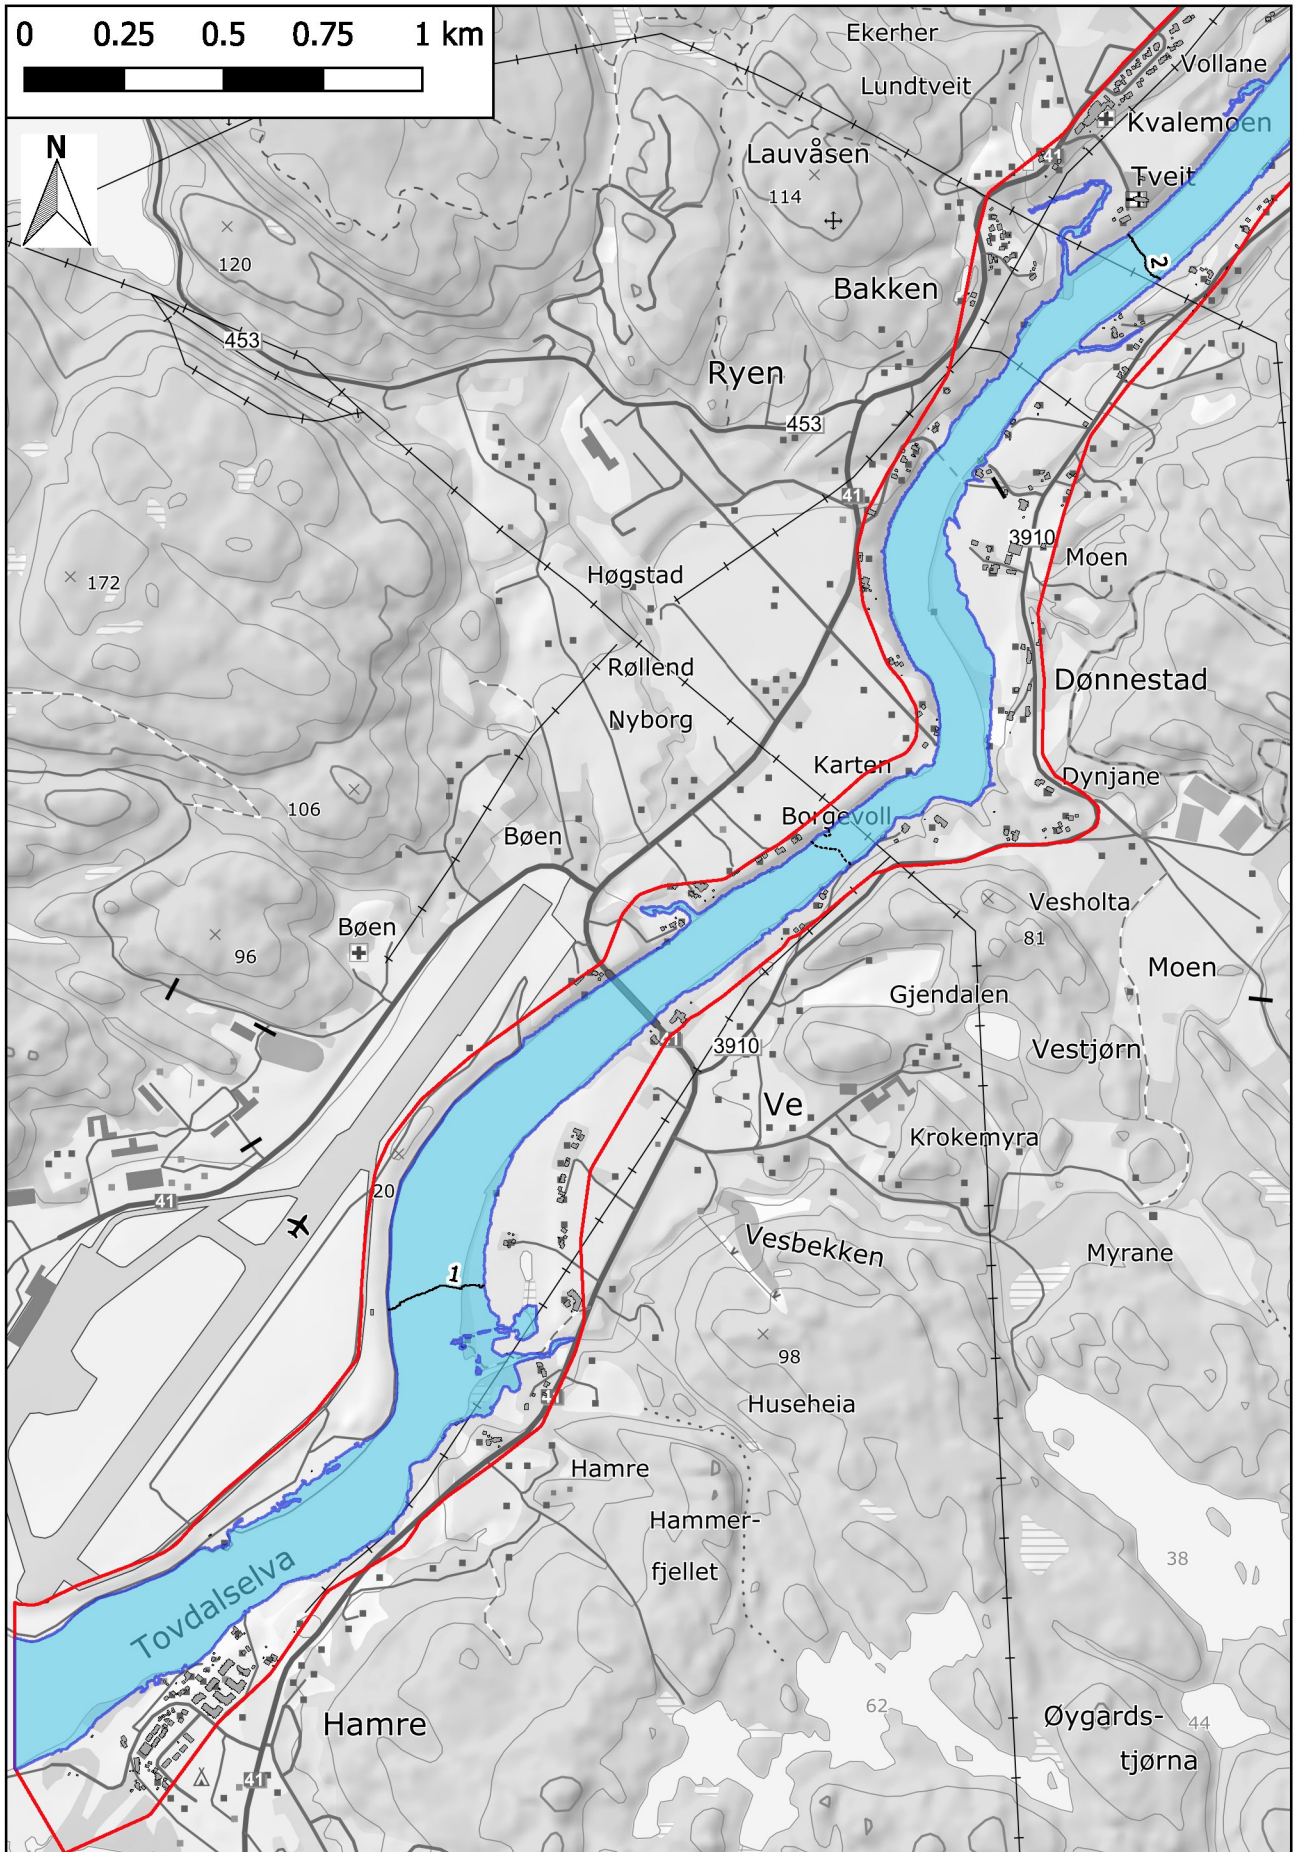 0 0.25 0.5 0.75 1 km
N
Ekerher
Vollane
Lundtveit
Kvalemoen
Lauvåsen
41
Tveit
114
120
2
Bakken
453
Ryen
453
41
3910
Moen
172
Høgstad
Røllend
Dønnestad
Nyborg
Karten
Dynjane
106
Borgevoll
Bøen
Vesholta
Bøen
81
96
Moen
Gjendalen
3910
Vestjørn
Ve
Krokemyra
20
41
Vesbekken
Myrane
1
98
Huseheia
Hamre
Hammer-
fjellet
38
Tovdalselva
62
Øygards-
44
Hamre
tjørna
41